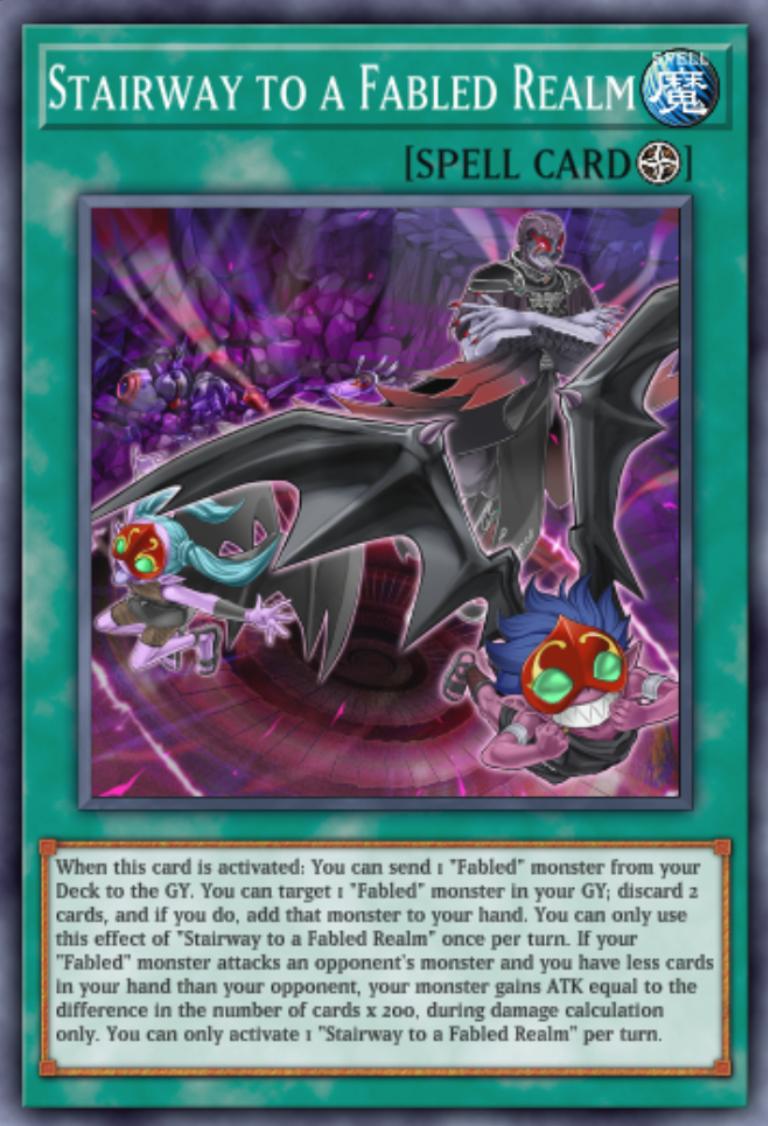 STAIRWAY TO A FABLED REALM
SPELL
魔
[SPELL CARD]
When this card is activated: You can send 1 "Fabled" monster from your
Deck to the GY. You can target 1 "Fabled" monster in your GY; discard 2
cards, and if you do, add that monster to your hand. You can only use
this effect of "Stairway to a Fabled Realm" once per turn. If your
"Fabled" monster attacks an opponent's monster and you have less cards
in your hand than your opponent, your monster gains ATK equal to the
difference in the number of cards x 200, during damage calculation
only. You can only activate 1 "Stairway to a Fabled Realm" per turn.